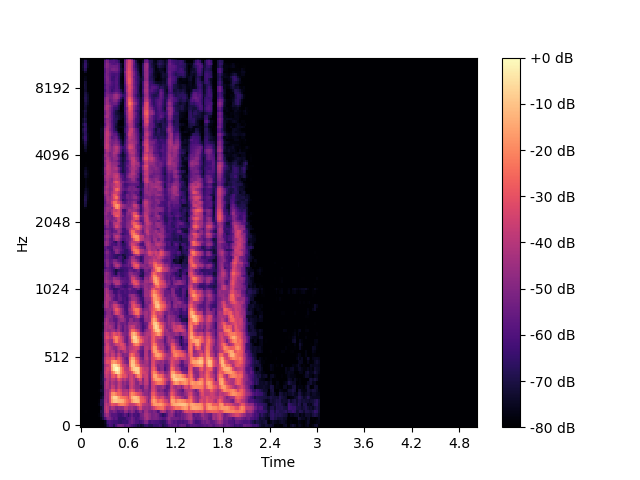 8192
4096
2048
1024
512
0
Hz
0 0.6 1.2 1.8 2.4 3 3.6 4.2 4.8
Time
+0 dB
-10 dB
-20 dB
-30 dB
-40 dB
-50 dB
-60 dB
-70 dB
-80 dB